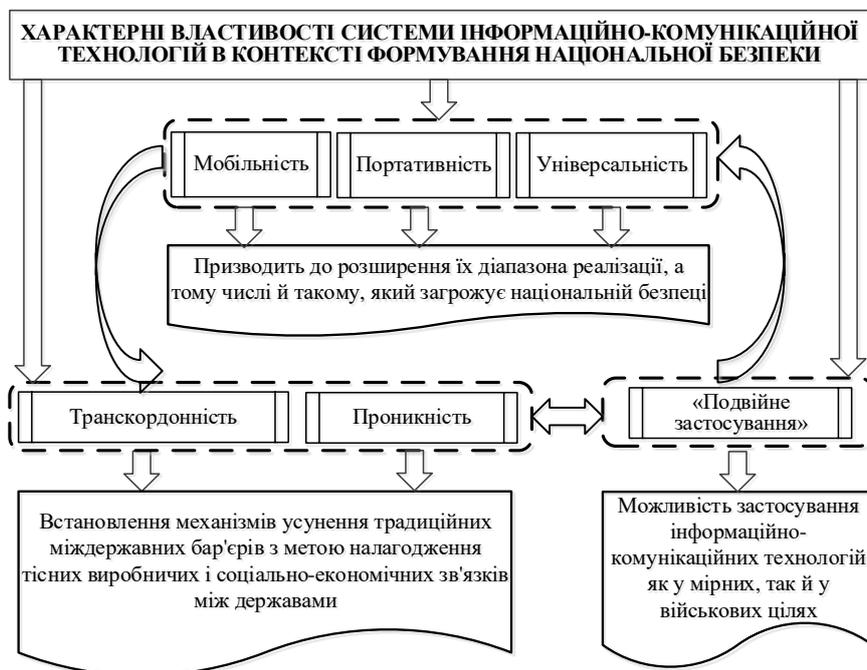 ХАРАКТЕРНІ ВЛАСТИВОСТІ СИСТЕМИ ІНФОРМАЦІЙНО-КОМУНІКАЦІЙНОЇ
ТЕХНОЛОГІЙ В КОНТЕКСТІ ФОРМУВАННЯ НАЦІОНАЛЬНОЇ БЕЗПЕКИ
Мобільність
Портативність
Універсальність
Призводить до розширення їх діапазона реалізації, а
тому числі й такому, який загрожує національній безпеці
Транскордонність
Проникність
«Подвійне
застосування»
Встановлення механізмів усунення традиційних
міждержавних бар'єрів з метою налагодження
тісних виробничих і соціально-економічних зв'язків
між державами
Можливість застосування
інформаційно-
комунікаційних технологій
як у мірних, так й у
військових цілях